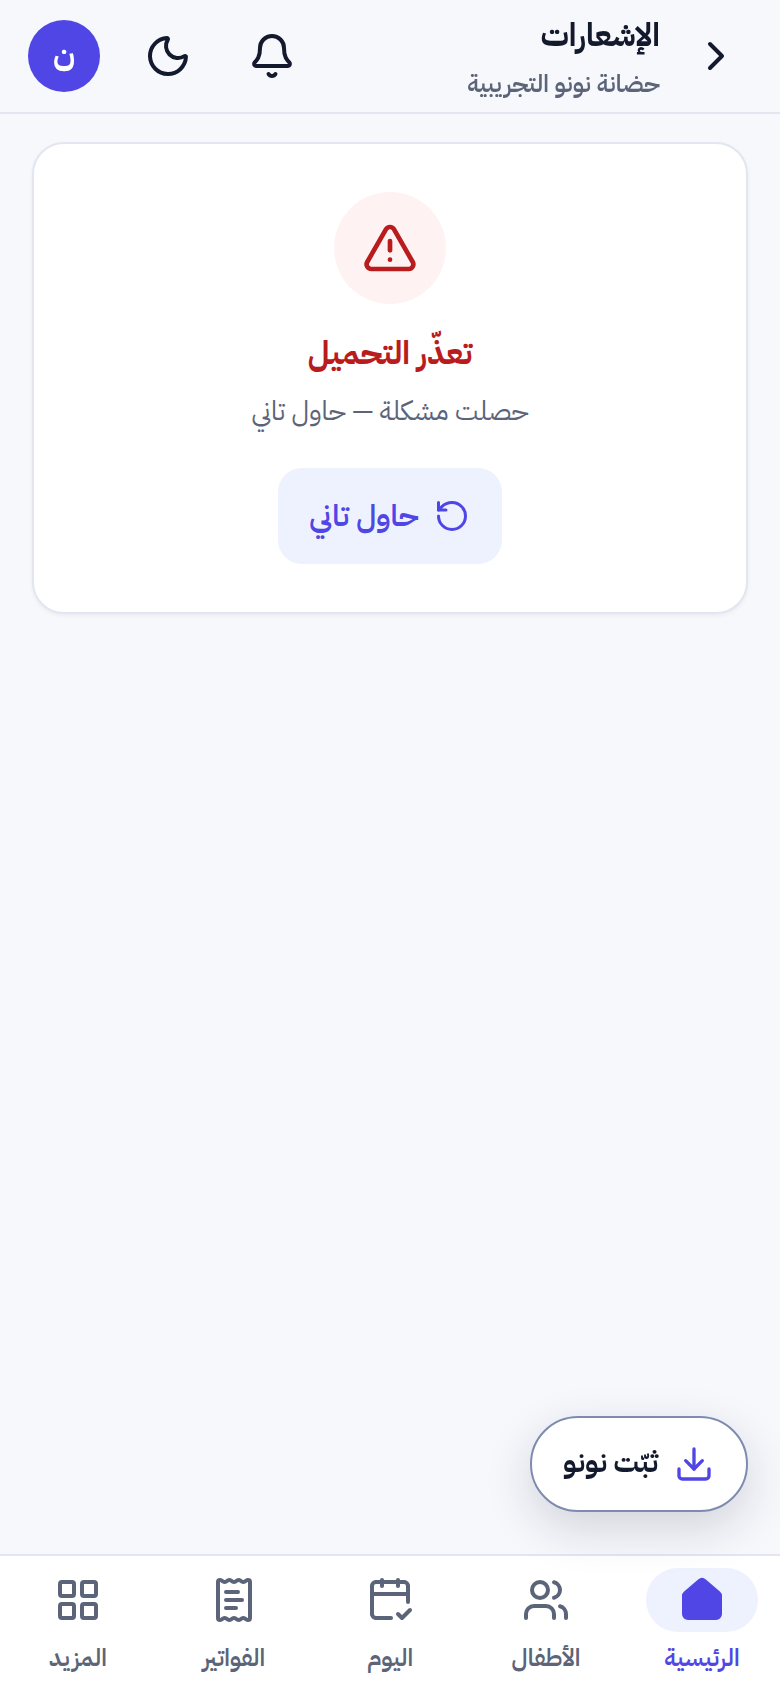 الإشعارات
حضانة نونو التجريبية
ن
تعذّر التحميل
حصلت مشكلة — حاول تاني
حاول تاني
ثبّت نونو
الرئيسية
الأطفال
اليوم
الفواتير
المزيد